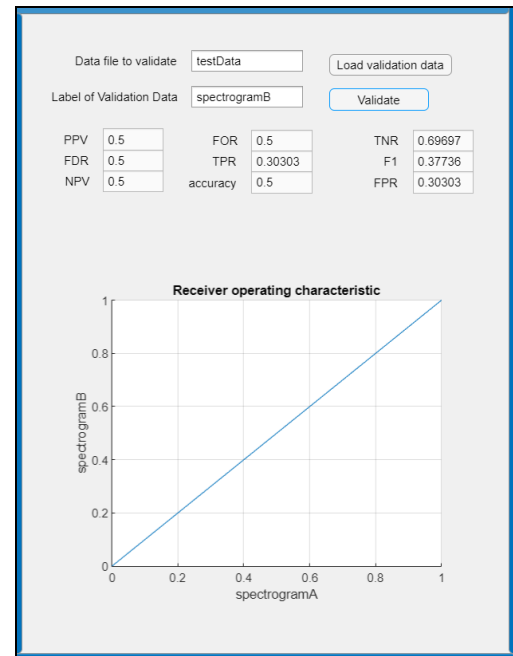 Data file to validate testData Load validation data
Label of Validation Data spectrogramB Validate
PPV 0.5 FOR 0.5 TNR 0.69697
FDR 0.5 TPR 0.30303 F1 0.37736
NPV 0.5 accuracy 0.5 FPR 0.30303
Receiver operating characteristic
1
0.8
0.6
0.4
0.2
0
spectrogramB
0 0.2 0.4 0.6 0.8 1
spectrogramA